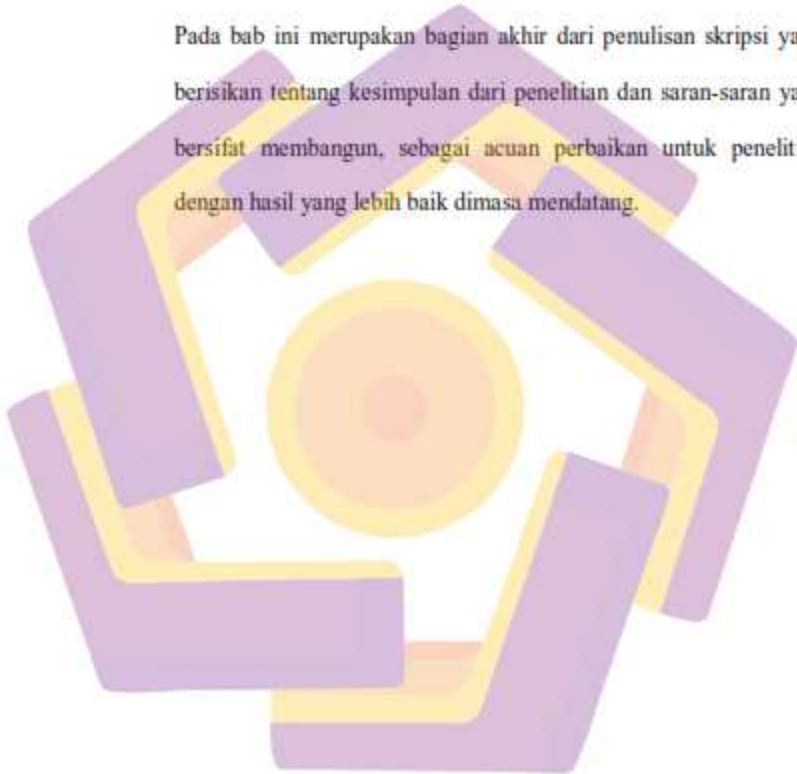 Pada bab ini merupakan bagian akhir dari penulisan skripsi ya
berisikan tentang kesimpulan dari penelitian dan saran-saran ya
bersifat membangun, sebagai acuan perbaikan untuk penelit
dengan hasil yang lebih baik dimasa mendatang.